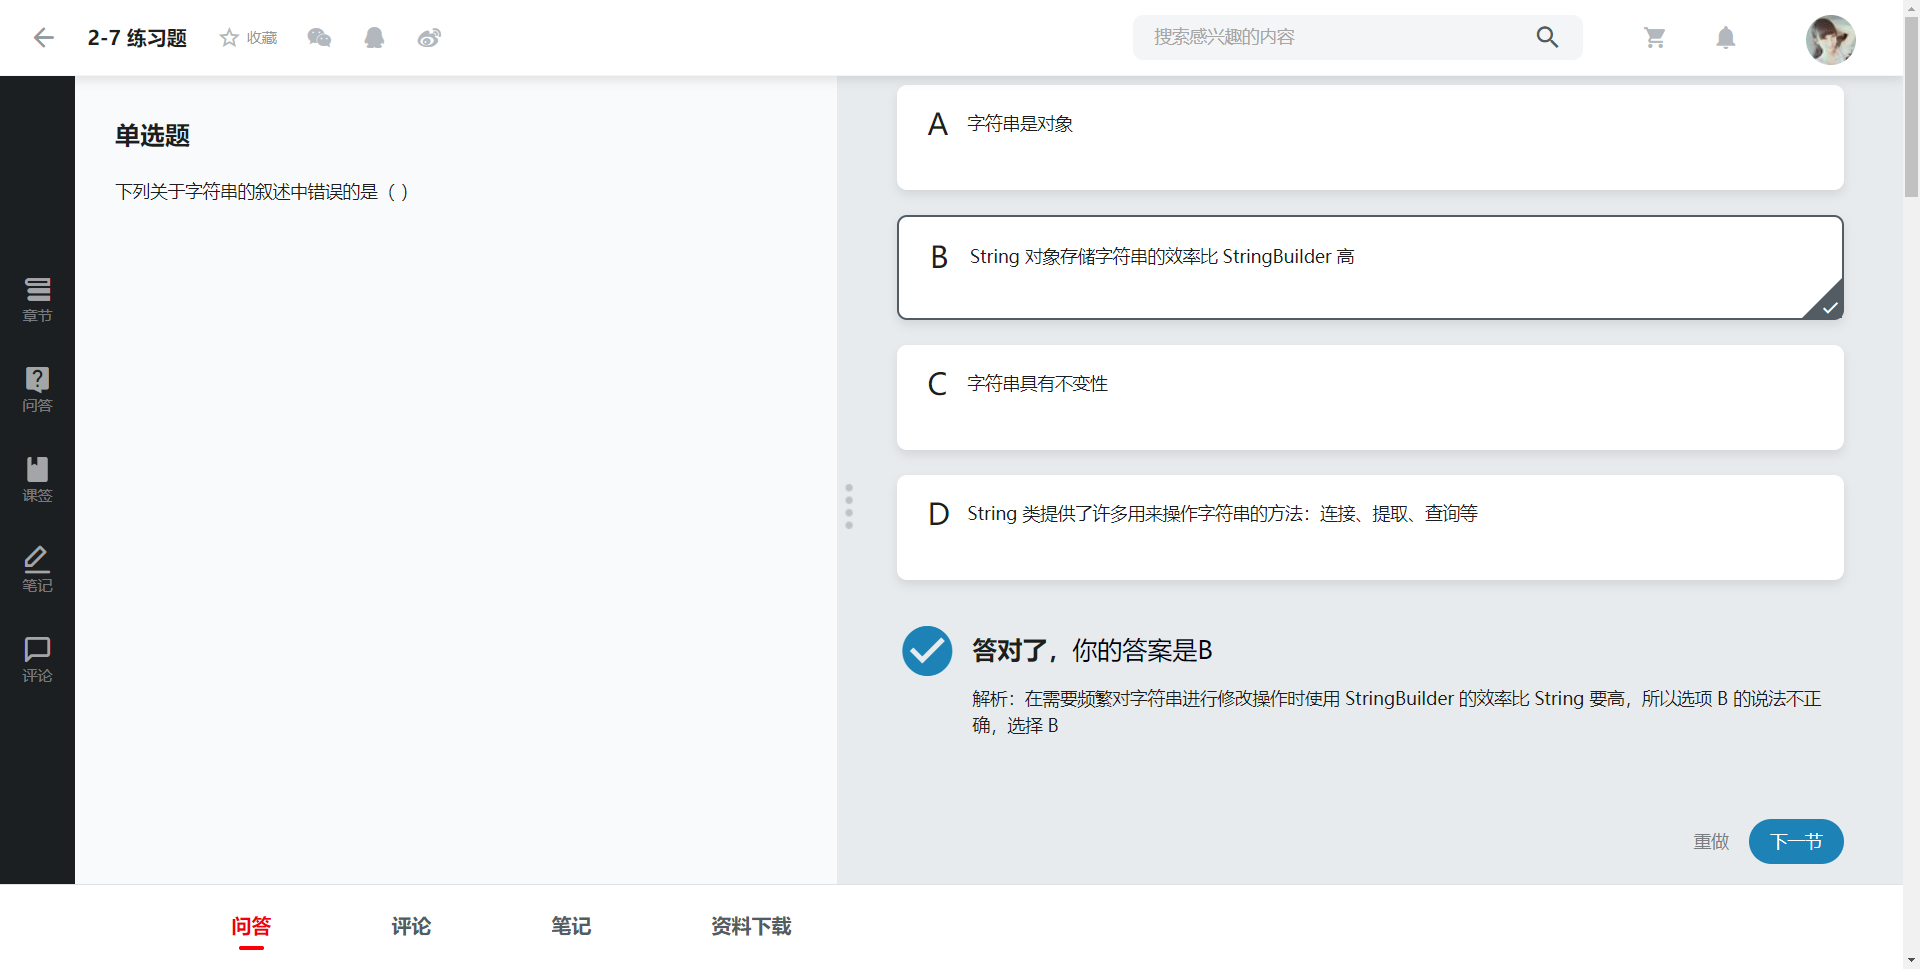 2-7 练习题
收藏
搜索感兴趣的内容
章节
问答
课签
笔记
评论
单选题
下列关于字符串的叙述中错误的是（ ）
A 字符串是对象
B String 对象存储字符串的效率比 StringBuilder 高
C 字符串具有不变性
D String 类提供了许多用来操作字符串的方法：连接、提取、查询等
答对了，你的答案是B
解析：在需要频繁对字符串进行修改操作时使用 StringBuilder 的效率比 String 要高，所以选项 B 的说法不正
确，选择 B
重做 下一节
问答 评论 笔记 资料下载